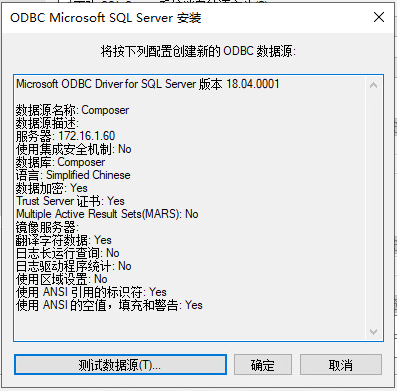 ODBC Microsoft SQL Server 安装
将按下列配置创建新的 ODBC 数据源:
Microsoft ODBC Driver for SQL Server 版本 18.04.0001
数据源名称: Composer
数据源描述:
服务器: 172.16.1.60
使用集成安全机制: No
数据库: Composer
语言: Simplified Chinese
数据加密: Yes
Trust Server 证书: Yes
Multiple Active Result Sets(MARS): No
镜像服务器:
翻译字符数据: Yes
日志长运行查询: No
日志驱动程序统计: No
使用区域设置: No
使用 ANSI 引用的标识符: Yes
使用 ANSI 的空值，填充和警告: Yes
测试数据源(T)... 确定 取消